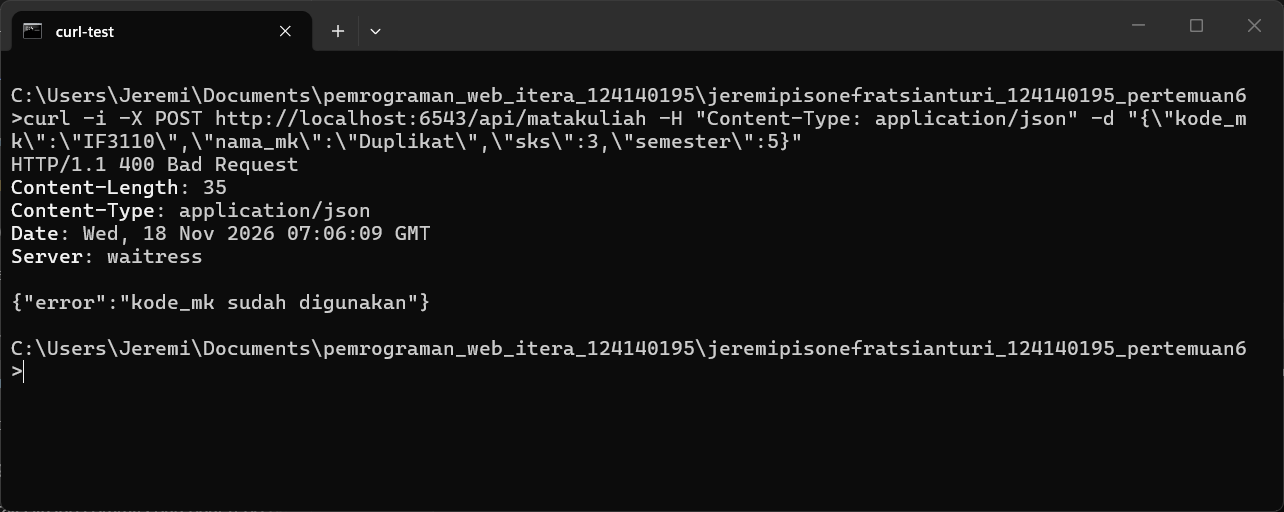 curl-test
C:\Users\Jeremi\Documents\pemrograman_web_itera_124140195\jeremipisonefratsianturi_124140195_pertemuan6
>curl -i -X POST http://localhost:6543/api/matakuliah -H "Content-Type: application/json" -d "{\"kode_m
k\":\"IF3110\",\"nama_mk\":\"Duplikat\",\"sks\":3,\"semester\":5}"
HTTP/1.1 400 Bad Request
Content-Length: 35
Content-Type: application/json
Date: Wed, 18 Nov 2026 07:06:09 GMT
Server: waitress
{"error":"kode_mk sudah digunakan"}
C:\Users\Jeremi\Documents\pemrograman_web_itera_124140195\jeremipisonefratsianturi_124140195_pertemuan6
>